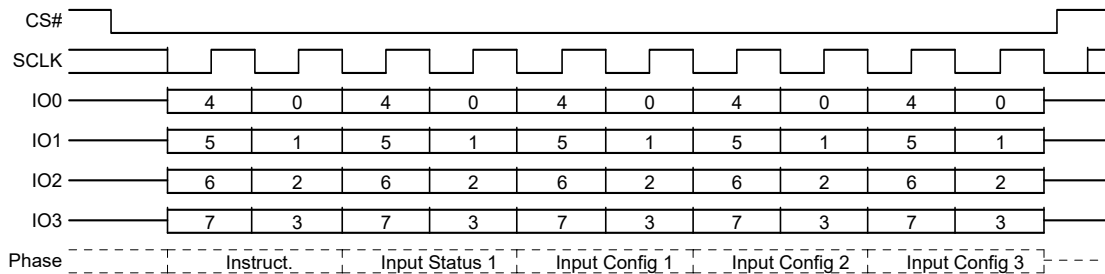 CS#
SCLK
IO0 4 0 4 0 4 0 4 0 4 0
IO1 5 1 5 1 5 1 5 1 5 1
IO2 6 2 6 2 6 2 6 2 6 2
IO3 7 3 7 3 7 3 7 3 7 3
Phase Instruct. Input Status 1 Input Config 1 Input Config 2 Input Config 3